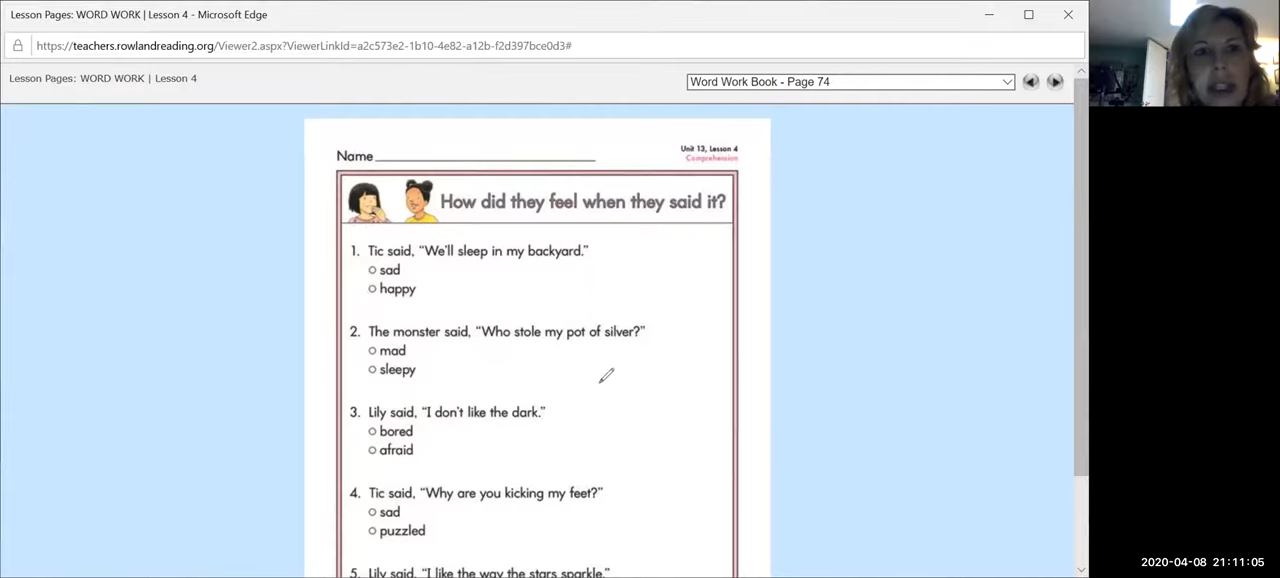 Lesson Pages: WORD WORK | Lesson 4 - Microsoft Edge
https://teachers.rowlandreading.org/Viewer2.aspx?ViewerLinkId=a2c573e2-1b10-4e82-a12b-f2d397bce0d3#
Lesson Pages: WORD WORK | Lesson 4
Word Work Book - Page 74
Name
Unit 13, Lesson 4
Comprehension
How did they feel when they said it?
1. Tic said, “We’ll sleep in my backyard.”
sad
happy
2. The monster said, “Who stole my pot of silver?”
mad
sleepy
3. Lily said, “I don’t like the dark.”
bored
afraid
4. Tic said, “Why are you kicking my feet?”
sad
puzzled
5. Lily said, “I like the way the stars sparkle.”
2020-04-08 21:11:05